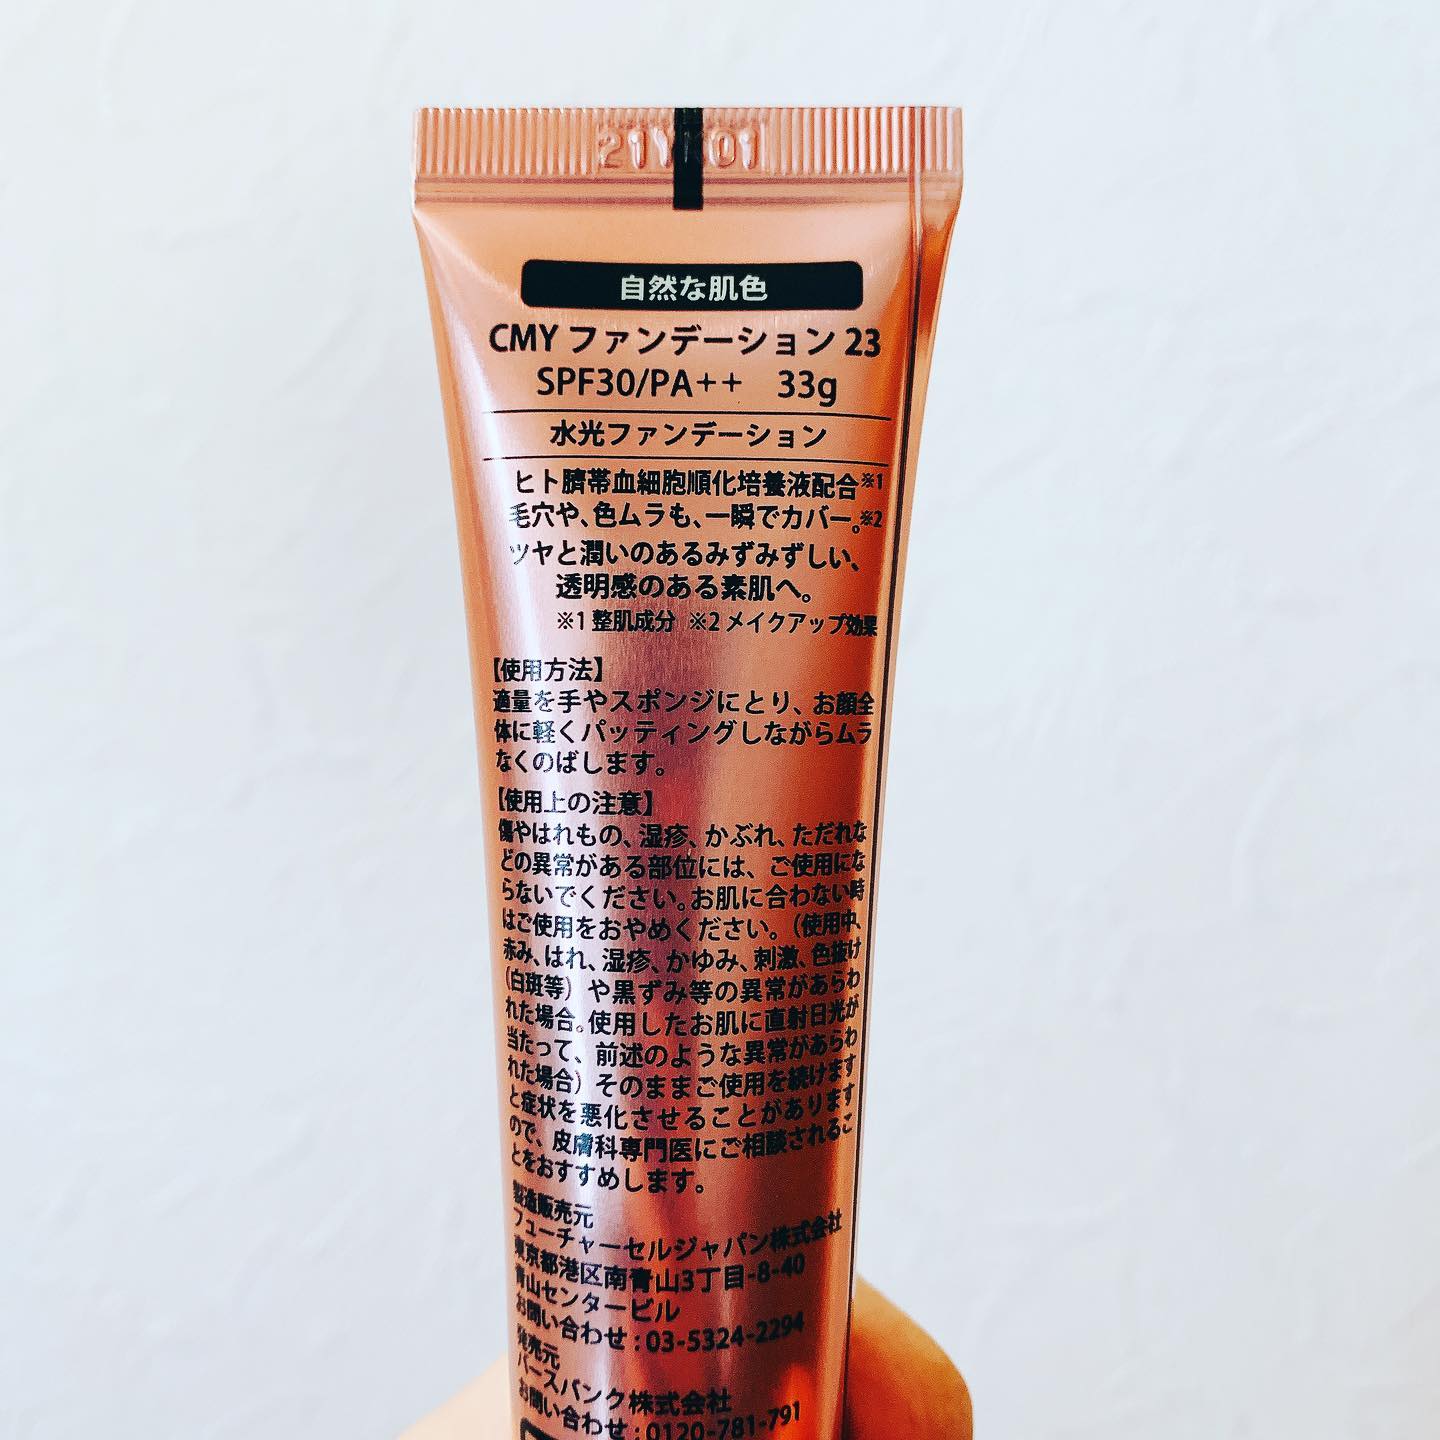 自然な肌色
CMY ファンデーション 23
SPF30/PA++ 33g
水光ファンデーション
ヒト臍帯血細胞順化培養液配合※1
毛穴や、色ムラも、一瞬でカバー。※2
ツヤと潤いのあるみずみずしい、
透明感のある素肌へ。
※1 整肌成分 ※2 メイクアップ効果
【使用方法】
適量を手やスポンジにとり、お顔全
体に軽くパッティングしながらムラ
なくのばします。
【使用上の注意】
傷やはれもの、湿疹、かぶれ、ただれな
どの異常がある部位には、ご使用にな
らないでください。お肌に合わない時
はご使用をおやめください。（使用中、
赤み、はれ、湿疹、かゆみ、刺激、色抜け
（白斑等）や黒ずみ等の異常があらわ
れた場合。使用したお肌に直射日光が
当たって、前述のような異常があらわ
れた場合）そのままご使用を続けます
と症状を悪化させることがあります
ので、皮膚科専門医にご相談されるこ
とをおすすめします。
製造販売元
フューチャーセルジャパン株式会社
東京都港区南青山3丁目-8-40
青山センタービル
お問い合わせ：03-5324-2294
発売元
バースバンク株式会社
お問い合わせ：0120-781-791